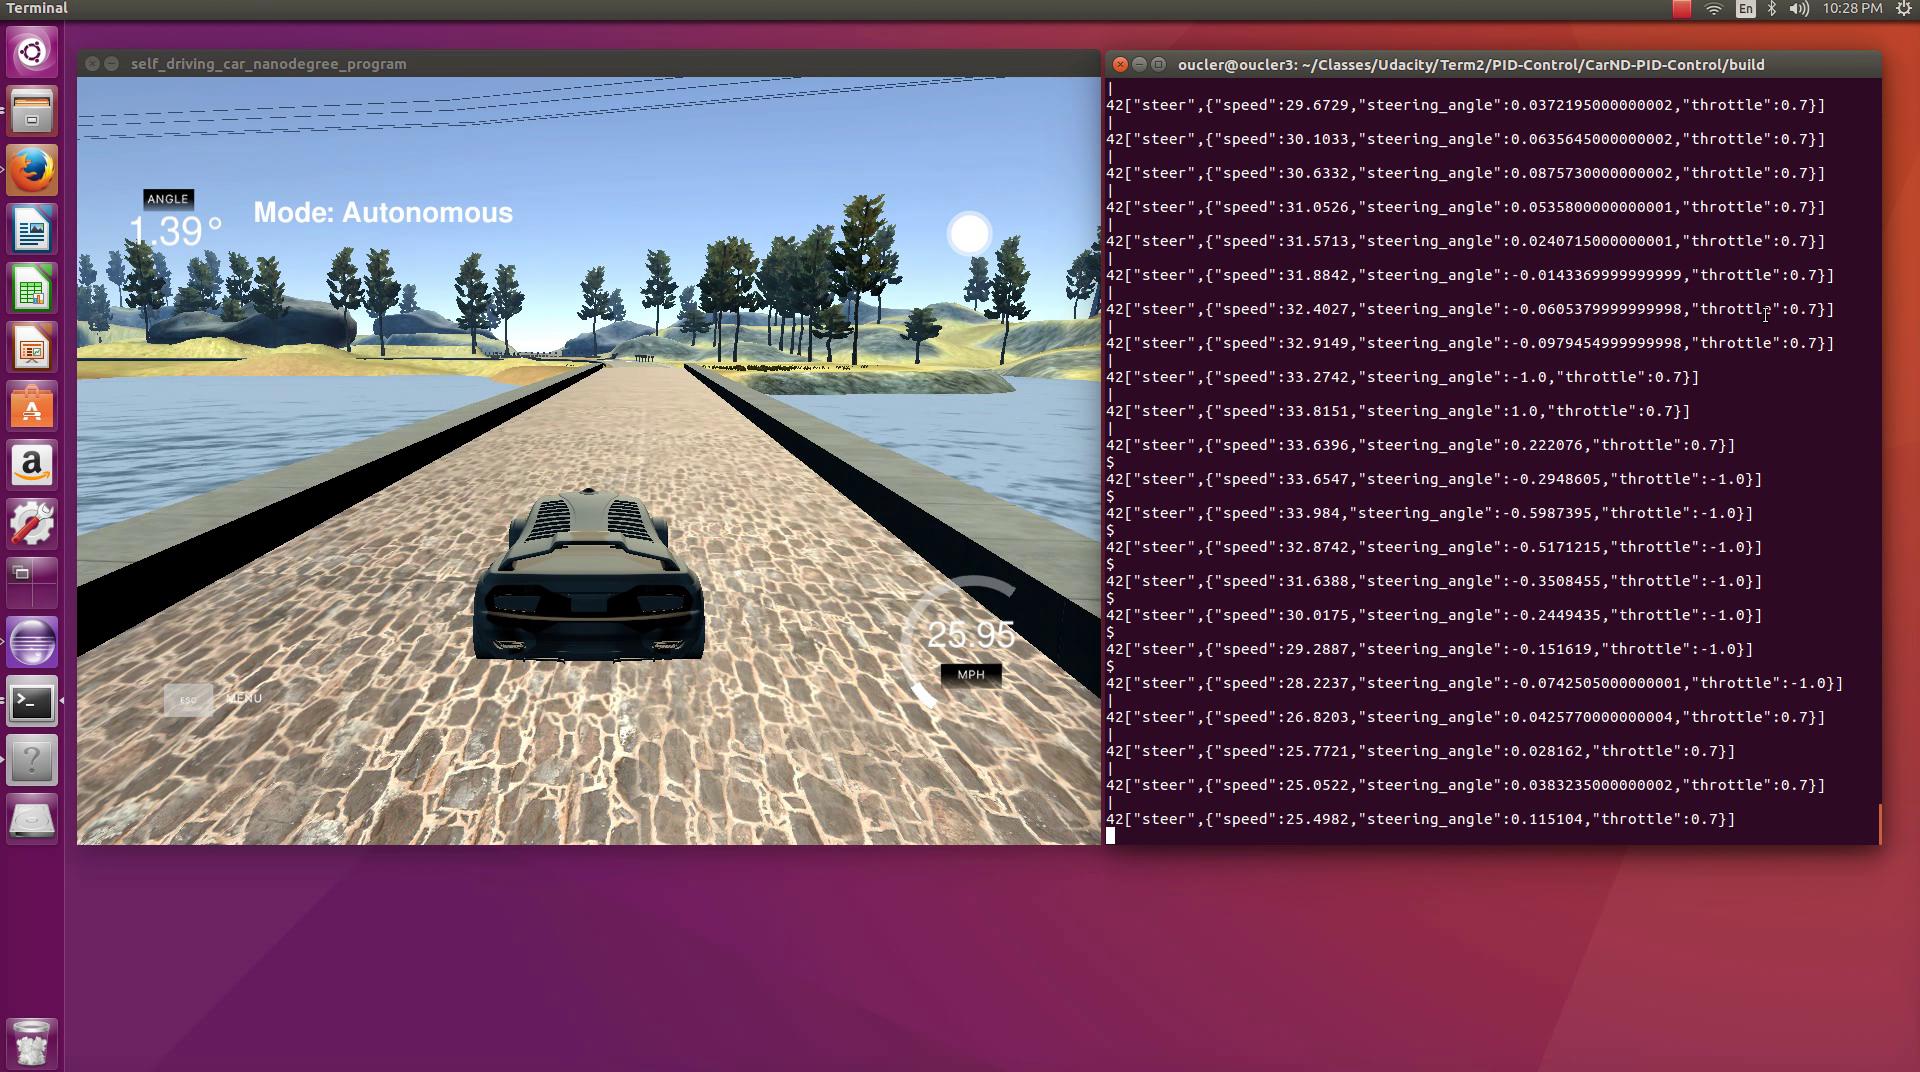 Terminal
En
10:28 PM
self_driving_car_nanodegree_program
ANGLE
1.39°
Mode: Autonomous
25.95
MPH
ESC
MENU
a
oucler@oucler3: ~/Classes/Udacity/Term2/PID-Control/CarND-PID-Control/build
|
42["steer",{"speed":29.6729,"steering_angle":0.0372195000000002,"throttle":0.7}]
|
42["steer",{"speed":30.1033,"steering_angle":0.0635645000000002,"throttle":0.7}]
|
42["steer",{"speed":30.6332,"steering_angle":0.0875730000000002,"throttle":0.7}]
|
42["steer",{"speed":31.0526,"steering_angle":0.0535800000000001,"throttle":0.7}]
|
42["steer",{"speed":31.5713,"steering_angle":0.0240715000000001,"throttle":0.7}]
|
42["steer",{"speed":31.8842,"steering_angle":-0.0143369999999999,"throttle":0.7}]
|
42["steer",{"speed":32.4027,"steering_angle":-0.0605379999999998,"throttle":0.7}]
|
42["steer",{"speed":32.9149,"steering_angle":-0.0979454999999998,"throttle":0.7}]
|
42["steer",{"speed":33.2742,"steering_angle":-1.0,"throttle":0.7}]
|
42["steer",{"speed":33.8151,"steering_angle":1.0,"throttle":0.7}]
|
42["steer",{"speed":33.6396,"steering_angle":0.222076,"throttle":0.7}]
$
42["steer",{"speed":33.6547,"steering_angle":-0.2948605,"throttle":-1.0}]
$
42["steer",{"speed":33.984,"steering_angle":-0.5987395,"throttle":-1.0}]
$
42["steer",{"speed":32.8742,"steering_angle":-0.5171215,"throttle":-1.0}]
$
42["steer",{"speed":31.6388,"steering_angle":-0.3508455,"throttle":-1.0}]
$
42["steer",{"speed":30.0175,"steering_angle":-0.2449435,"throttle":-1.0}]
$
42["steer",{"speed":29.2887,"steering_angle":-0.151619,"throttle":-1.0}]
$
42["steer",{"speed":28.2237,"steering_angle":-0.0742505000000001,"throttle":-1.0}]
|
42["steer",{"speed":26.8203,"steering_angle":0.0425770000000004,"throttle":0.7}]
|
42["steer",{"speed":25.7721,"steering_angle":0.028162,"throttle":0.7}]
|
42["steer",{"speed":25.0522,"steering_angle":0.0383235000000002,"throttle":0.7}]
|
42["steer",{"speed":25.4982,"steering_angle":0.115104,"throttle":0.7}]